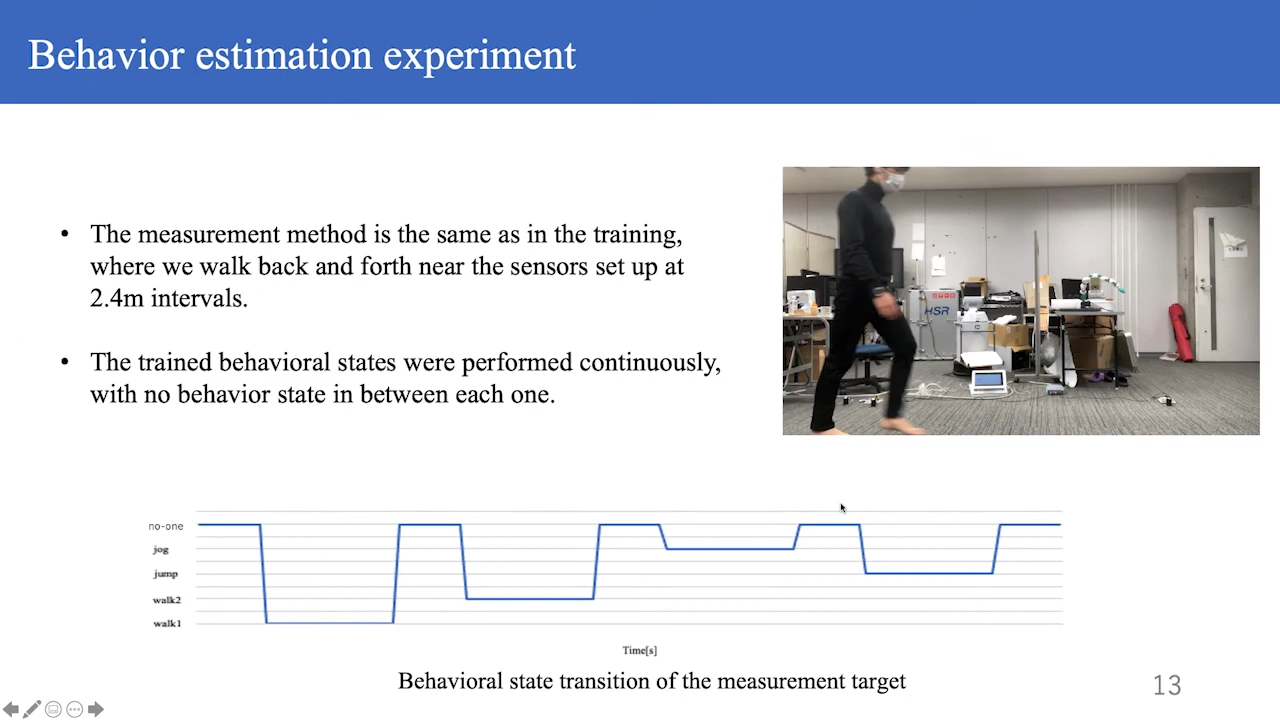 Behavior estimation experiment
• The measurement method is the same as in the training,
where we walk back and forth near the sensors set up at
2.4m intervals.
• The trained behavioral states were performed continuously,
with no behavior state in between each one.
HSR
no-one
jog
jump
walk2
walk1
Time[s]
Behavioral state transition of the measurement target
13